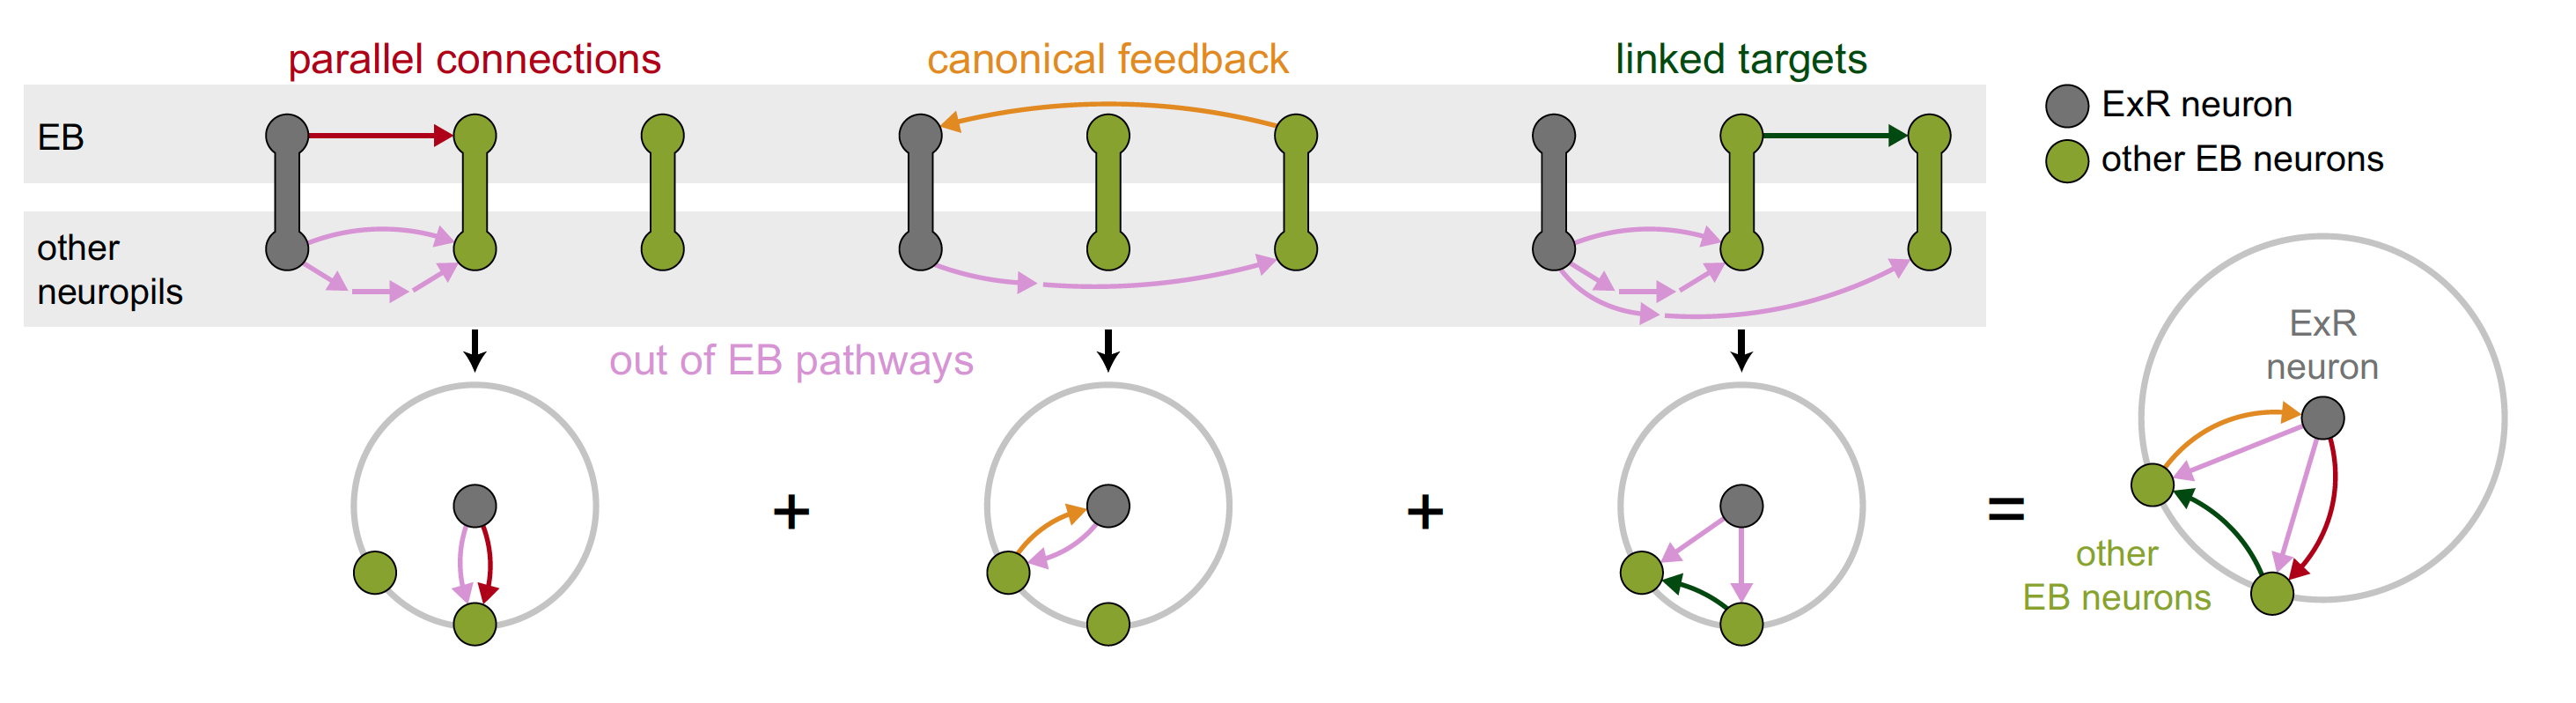 parallel connections
canonical feedback
linked targets
EB
ExR neuron
other EB neurons
other
neuropils
out of EB pathways
ExR
neuron
+
+
=
other
EB neurons